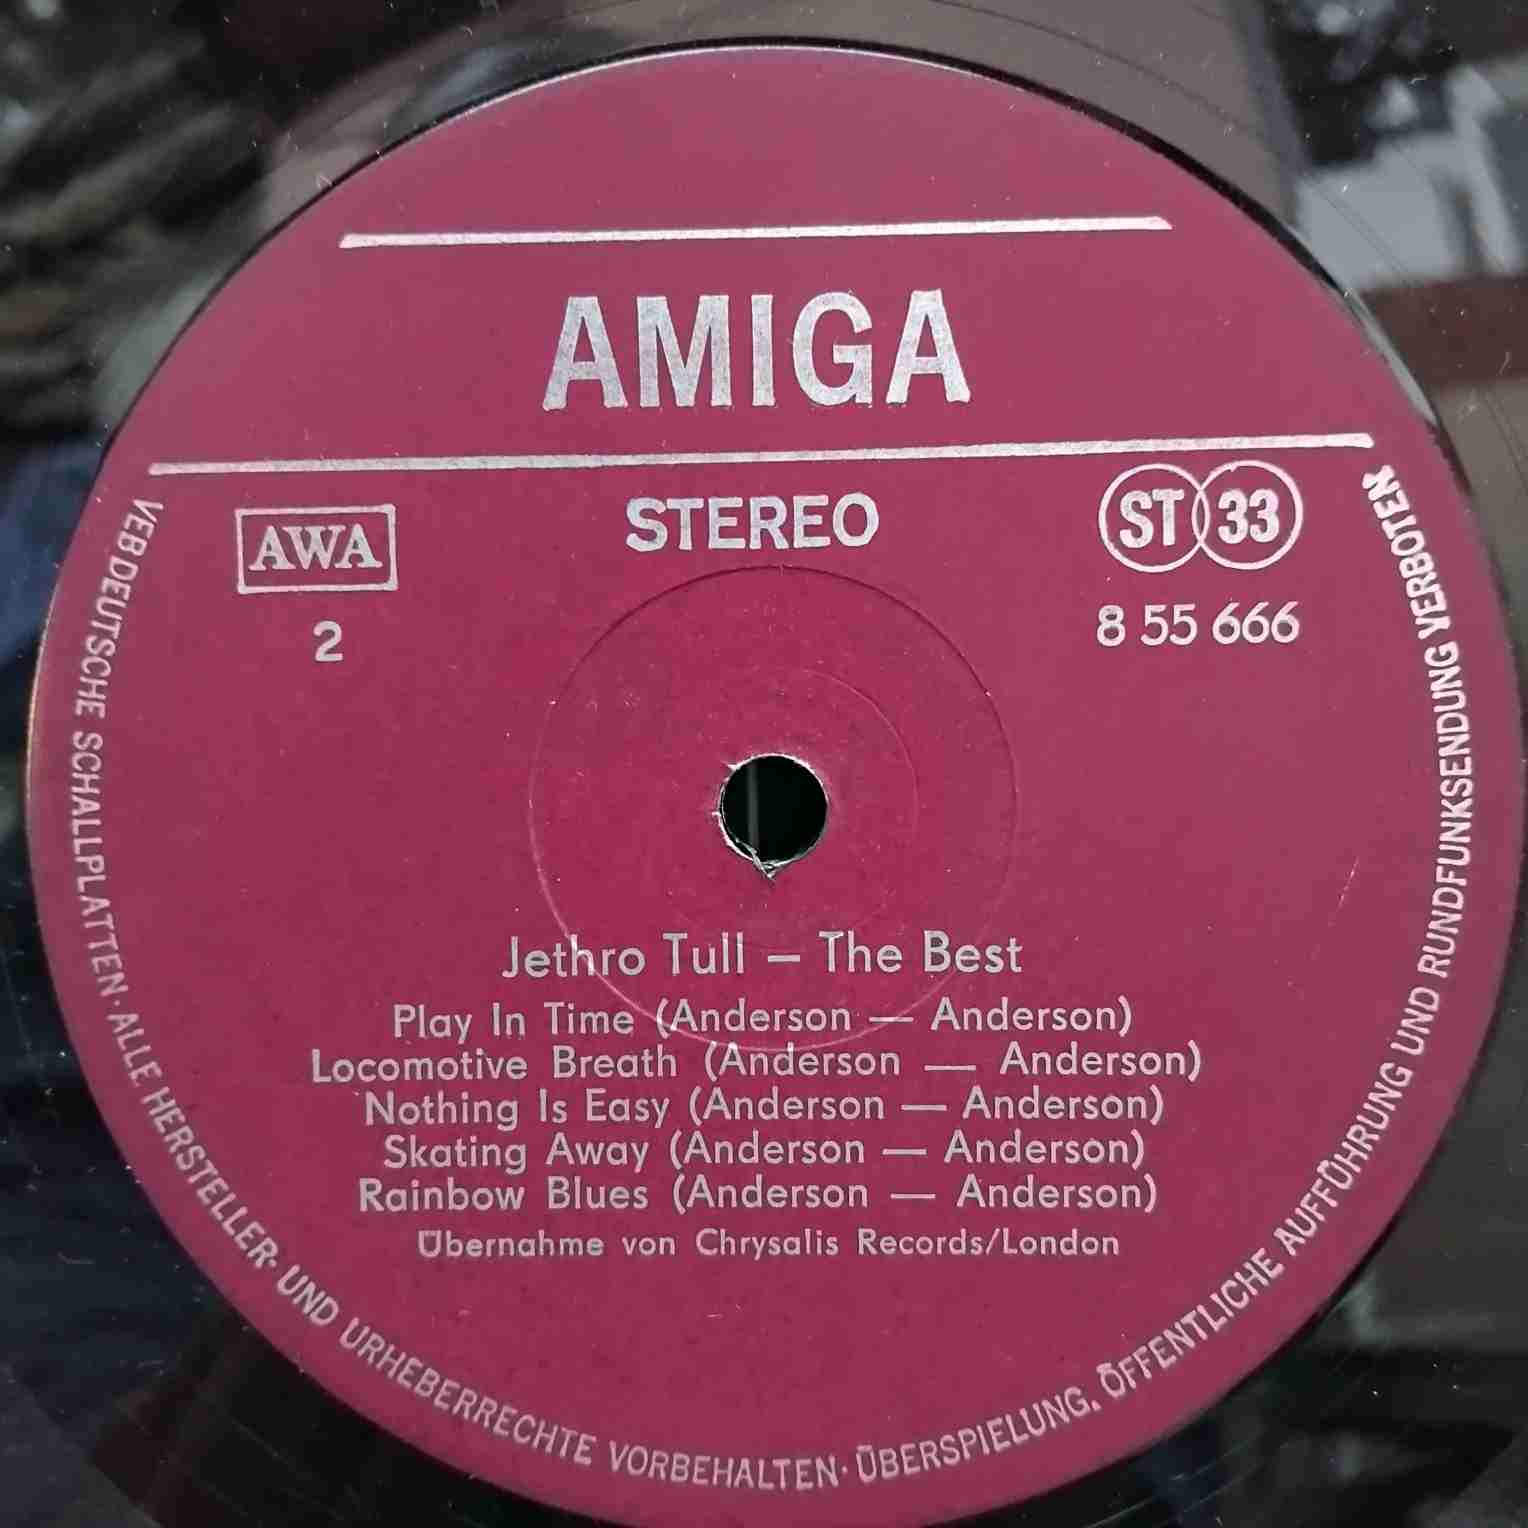 AMIGA
AWA
STEREO
ST 33
2
8 55 666
Jethro Tull – The Best
Play In Time (Anderson — Anderson)
Locomotive Breath (Anderson — Anderson)
Nothing Is Easy (Anderson — Anderson)
Skating Away (Anderson — Anderson)
Rainbow Blues (Anderson — Anderson)
Übernahme von Chrysalis Records/London
VEB DEUTSCHE SCHALLPLATTEN · ALLE HERSTELLER- UND URHEBERRECHTE VORBEHALTEN · ÜBERSPIELUNG, ÖFFENTLICHE AUFFÜHRUNG UND RUNDFUNKSENDUNG VERBOTEN